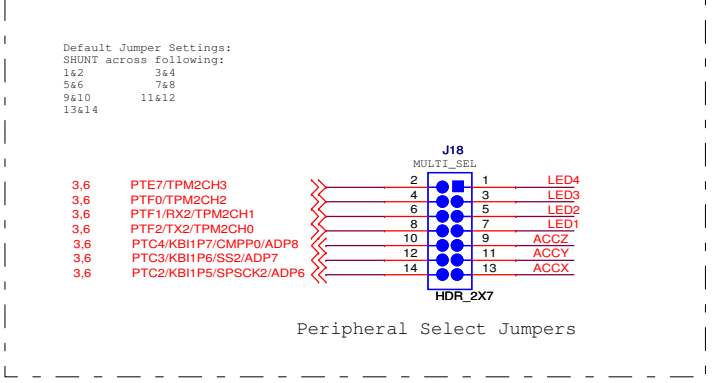 Default Jumper Settings:
SHUNT across following:
1&2 3&4
5&6 7&8
9&10 11&12
13&14
J18
MULTI_SEL
3,6 PTE7/TPM2CH3 2 1 LED4
3,6 PTF0/TPM2CH2 4 3 LED3
3,6 PTF1/RX2/TPM2CH1 6 5 LED2
3,6 PTF2/TX2/TPM2CH0 8 7 LED1
3,6 PTC4/KBI1P7/CMPP0/ADP8 10 9 ACCZ
3,6 PTC3/KBI1P6/SS2/ADP7 12 11 ACCY
3,6 PTC2/KBI1P5/SPSCK2/ADP6 14 13 ACCX
HDR_2X7
Peripheral Select Jumpers